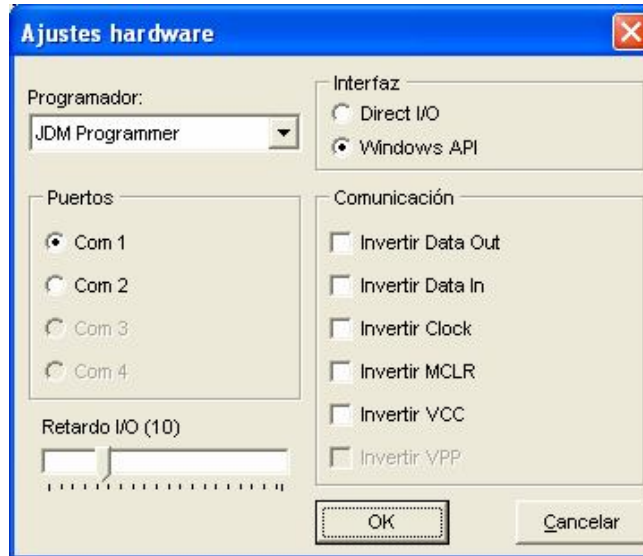 Ajustes hardware
Programador:
JDM Programmer
Interfaz
Direct I/O
Windows API
Puertos
Com 1
Com 2
Com 3
Com 4
Comunicación
Invertir Data Out
Invertir Data In
Invertir Clock
Invertir MCLR
Invertir VCC
Invertir VPP
Retardo I/O (10)
OK
Cancelar